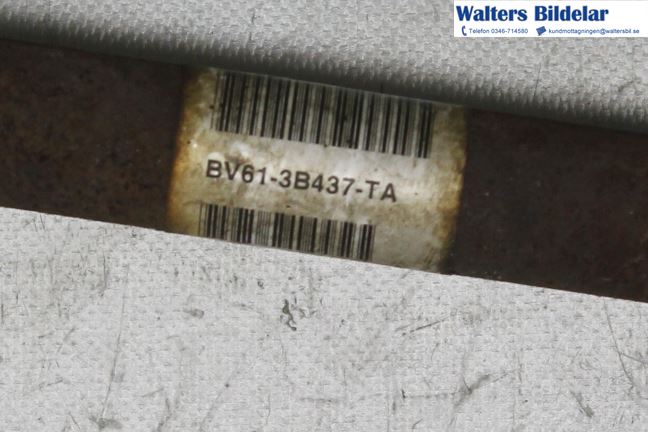 Walters Bildelar
Telefon 0346-714580 kundmottagningen@waltersbil.se
BV61-3B437-TA